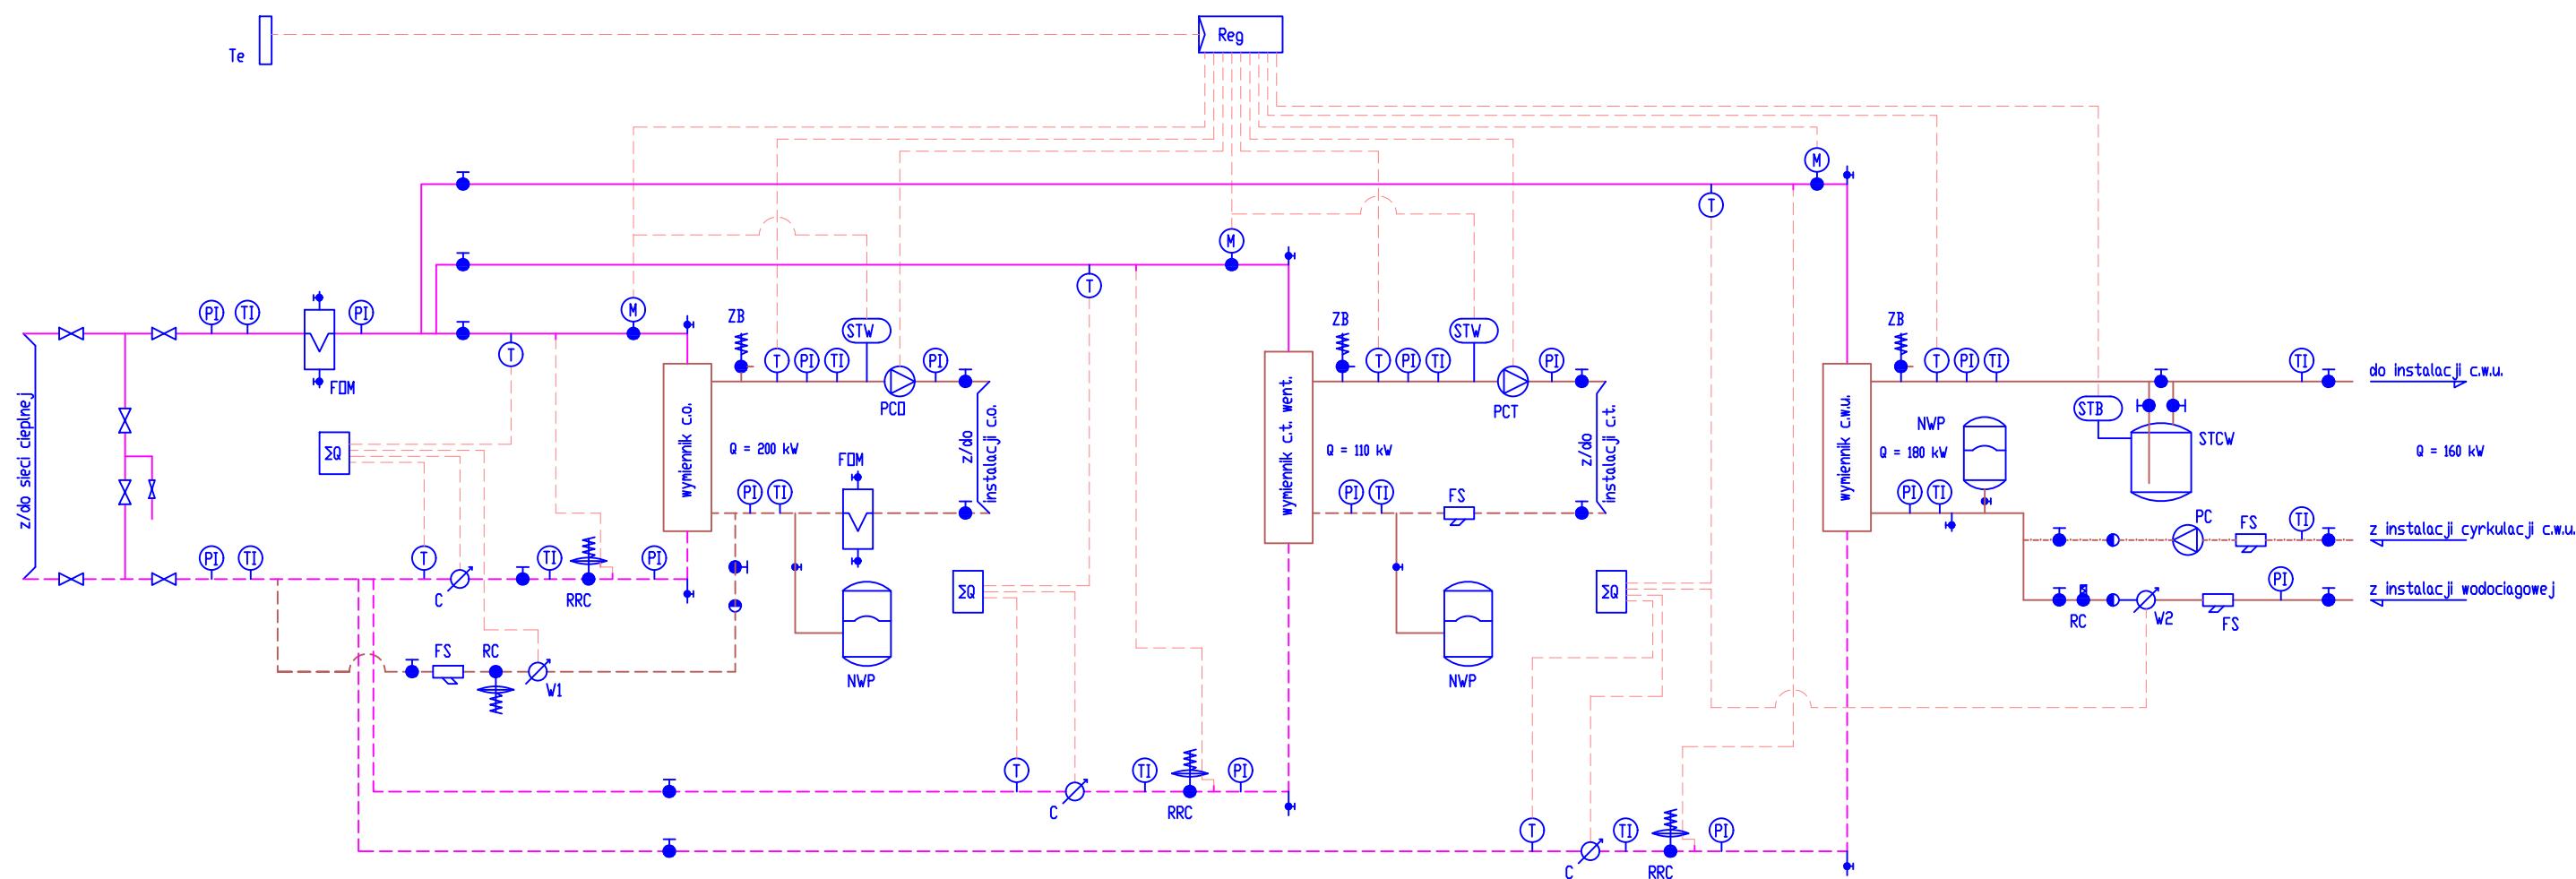 Reg
Te
M
T
M
T
M
PI
TI
PI
T
FOM
ZB
STW
T
PI
TI
PI
PCO
ZB
STW
T
PI
TI
PI
PCT
ZB
T
PI
TI
TI
do instalacji c.w.u.
STB
STCW
z/do sieci cieplnej
ΣQ
wymiennik c.o.
Q = 200 kW
FOM
z/do
instalacji c.o.
wymiennik c.t. went.
Q = 110 kW
z/do
instalacji c.t.
wymiennik c.w.u.
NWP
Q = 180 kW
Q = 160 kW
PI
TI
PI
TI
FS
PI
TI
PC
FS
TI
z instalacji cyrkulacji c.w.u.
PI
TI
T
C
TI
RRC
PI
ΣQ
ΣQ
RC
W2
FS
PI
z instalacji wodociagowej
FS
RC
W1
NWP
NWP
T
C
TI
RRC
PI
T
C
TI
RRC
PI